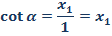 cot α = x₁/1 = x₁